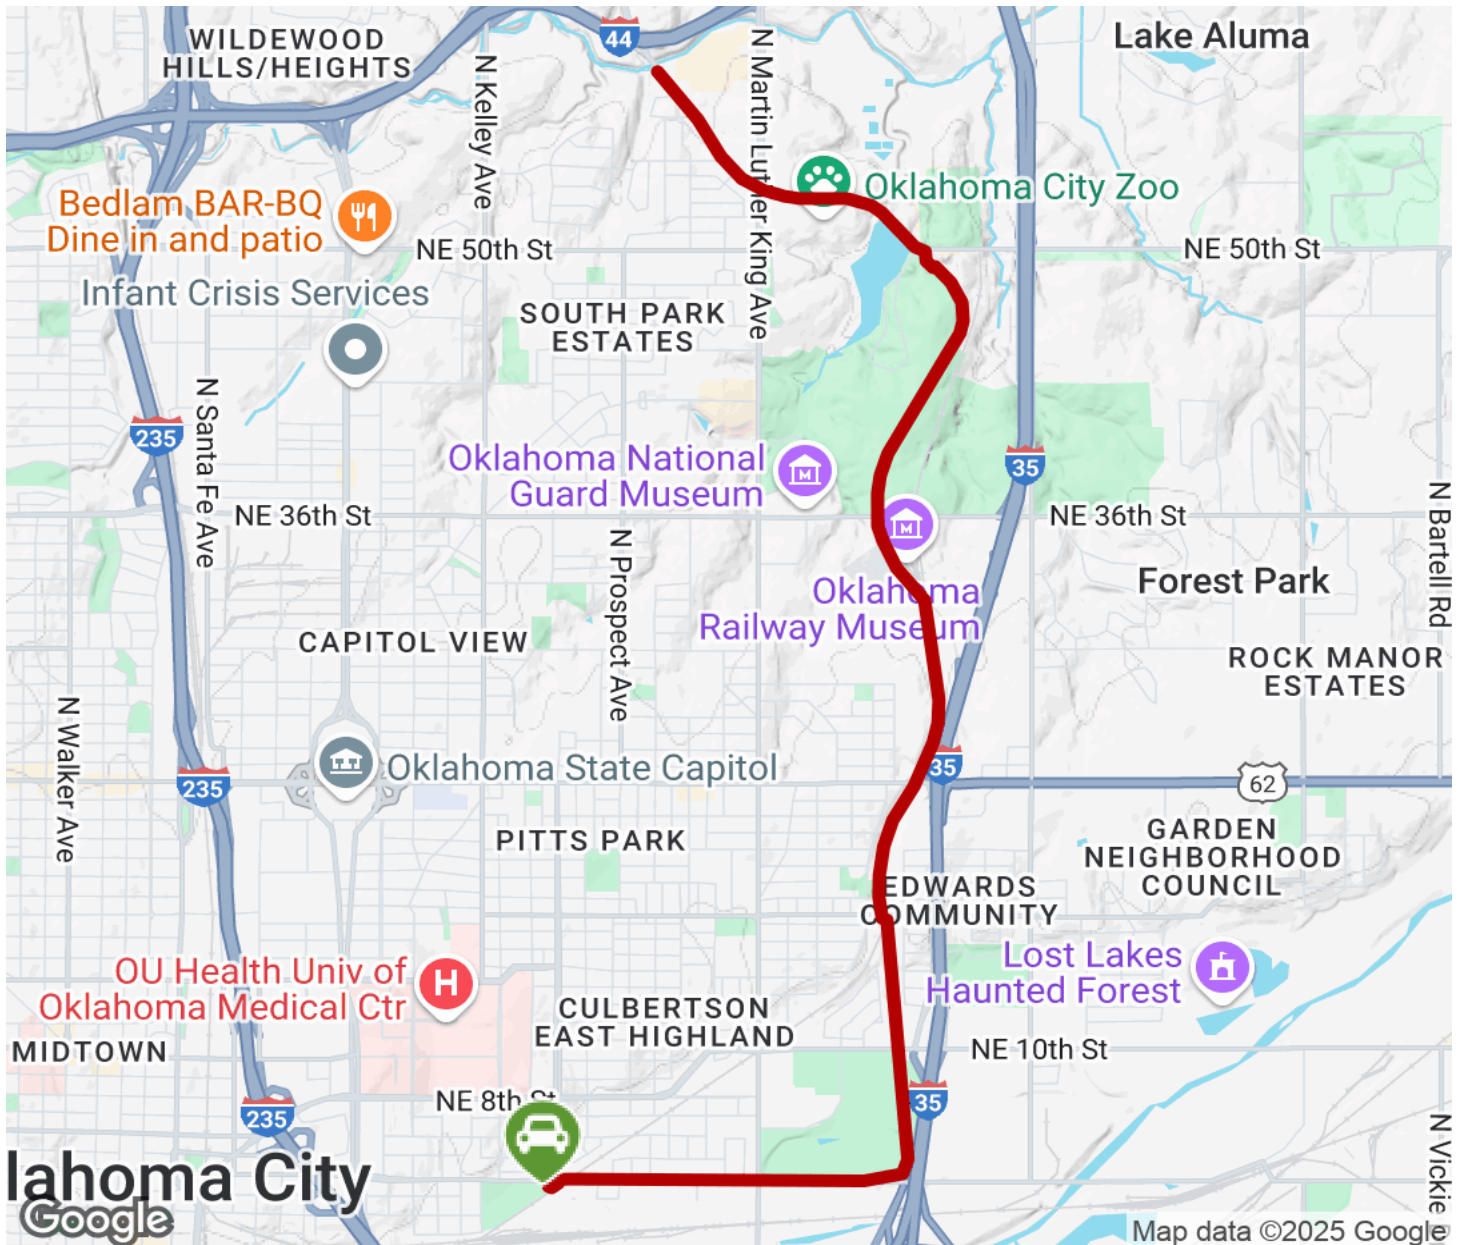 WILDEWOOD
HILLS/HEIGHTS
44
Lake Aluma
N Kelley Ave
N Martin Luther King Ave
Bedlam BAR-BQ
Dine in and patio
Oklahoma City Zoo
NE 50th St
NE 50th St
Infant Crisis Services
SOUTH PARK
ESTATES
N Santa Fe Ave
235
Oklahoma National
Guard Museum
35
N Bartell Rd
NE 36th St
NE 36th St
N Prospect Ave
Oklahoma
Railway Museum
Forest Park
CAPITOL VIEW
ROCK MANOR
ESTATES
N Walker Ave
Oklahoma State Capitol
35
235
62
PITTS PARK
GARDEN
NEIGHBORHOOD
COUNCIL
EDWARDS
COMMUNITY
OU Health Univ of
Oklahoma Medical Ctr
H
Lost Lakes
Haunted Forest
CULBERTSON
EAST HIGHLAND
MIDTOWN
NE 10th St
NE 8th St
35
235
N Vickie
lahoma City
Google
Map data ©2025 Google